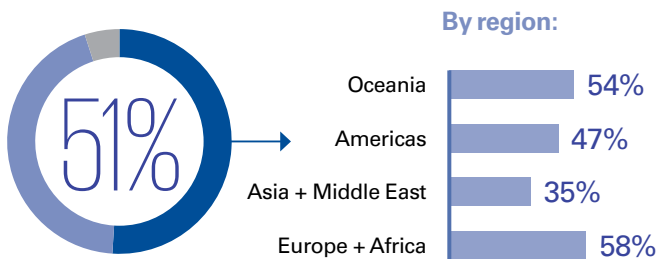 By region:
51%
Oceania 54%
Americas 47%
Asia + Middle East 35%
Europe + Africa 58%